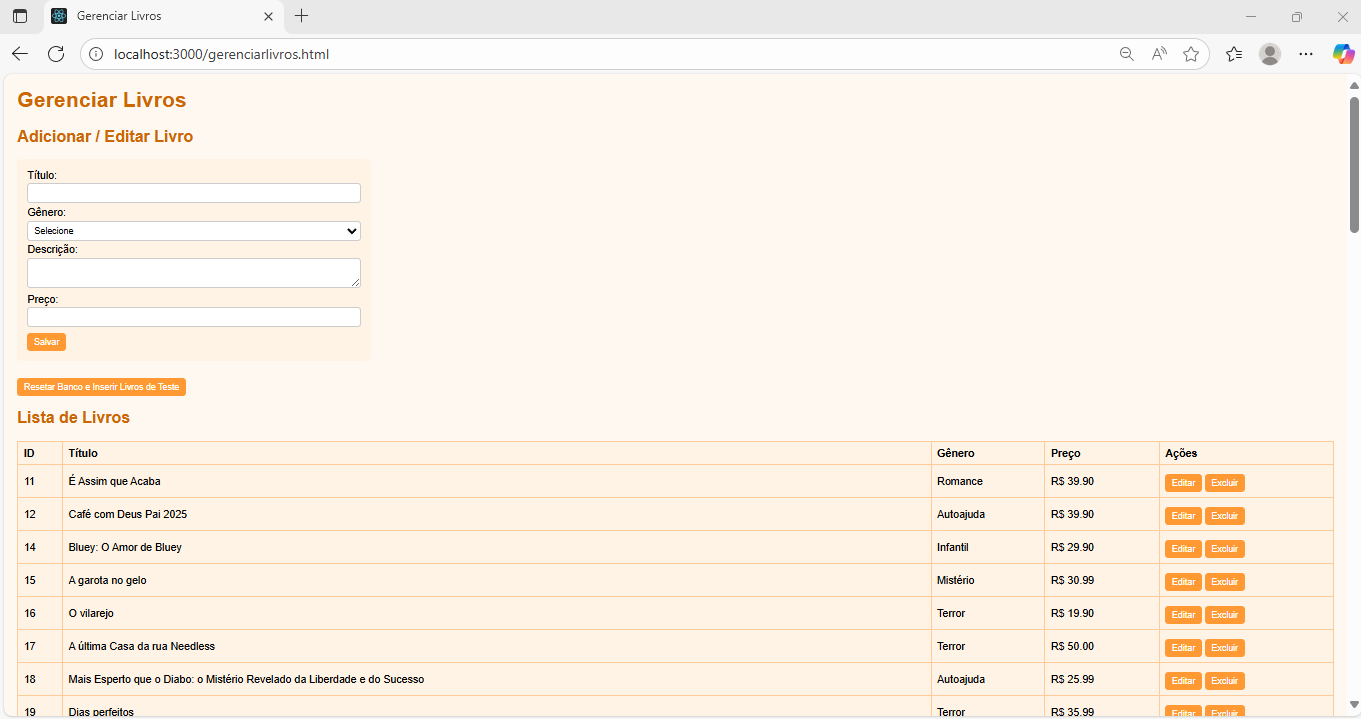 Gerenciar Livros
localhost:3000/gerenciarlivros.html
Gerenciar Livros
Adicionar / Editar Livro
Título:
Gênero:
Selecione
Descrição:
Preço:
Salvar
Resetar Banco e Inserir Livros de Teste
Lista de Livros
ID Título Gênero Preço Ações
11 É Assim que Acaba Romance R$ 39.90 Editar Excluir
12 Café com Deus Pai 2025 Autoajuda R$ 39.90 Editar Excluir
14 Bluey: O Amor de Bluey Infantil R$ 29.90 Editar Excluir
15 A garota no gelo Mistério R$ 30.99 Editar Excluir
16 O vilarejo Terror R$ 19.90 Editar Excluir
17 A última Casa da rua Needless Terror R$ 50.00 Editar Excluir
18 Mais Esperto que o Diabo: o Mistério Revelado da Liberdade e do Sucesso Autoajuda R$ 25.99 Editar Excluir
19 Dias perfeitos Terror R$ 35.99 Editar Excluir